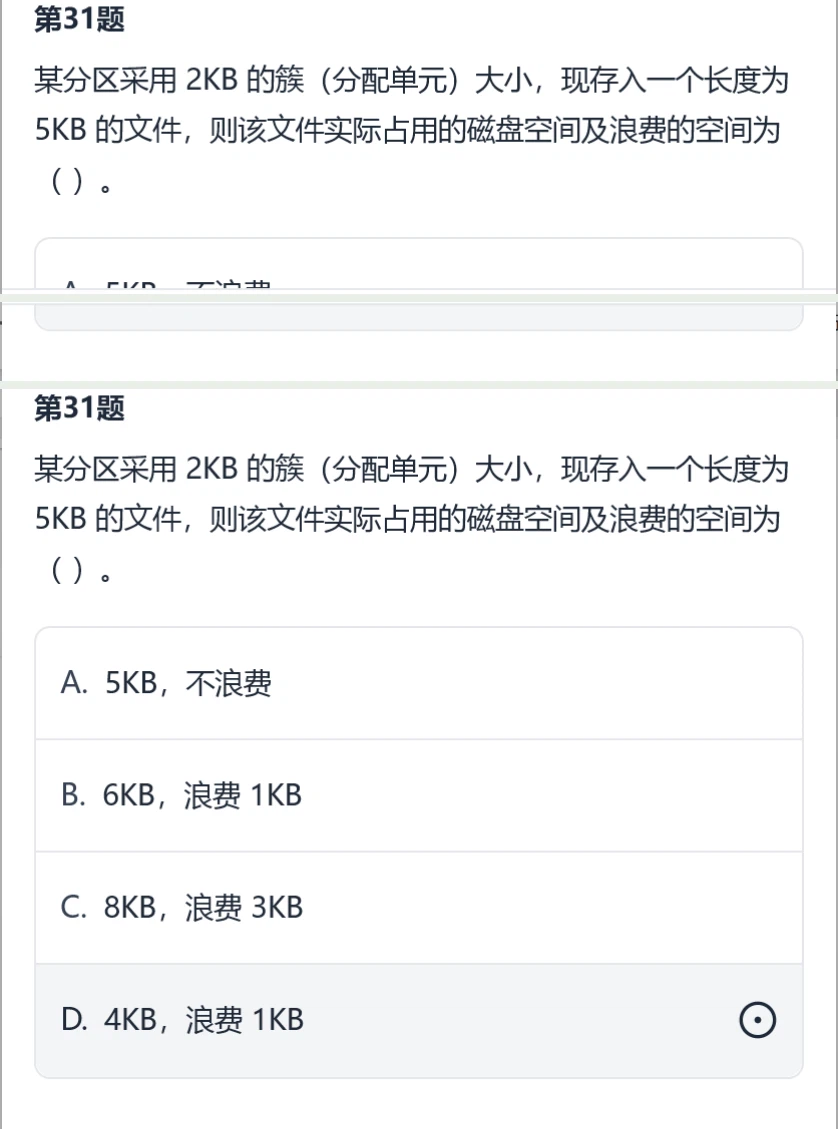 第31题
某分区采用 2KB 的簇（分配单元）大小，现存入一个长度为
5KB 的文件，则该文件实际占用的磁盘空间及浪费的空间为
（ ）。
A. 5KB，不浪费
第31题
某分区采用 2KB 的簇（分配单元）大小，现存入一个长度为
5KB 的文件，则该文件实际占用的磁盘空间及浪费的空间为
（ ）。
A. 5KB，不浪费
B. 6KB，浪费 1KB
C. 8KB，浪费 3KB
D. 4KB，浪费 1KB